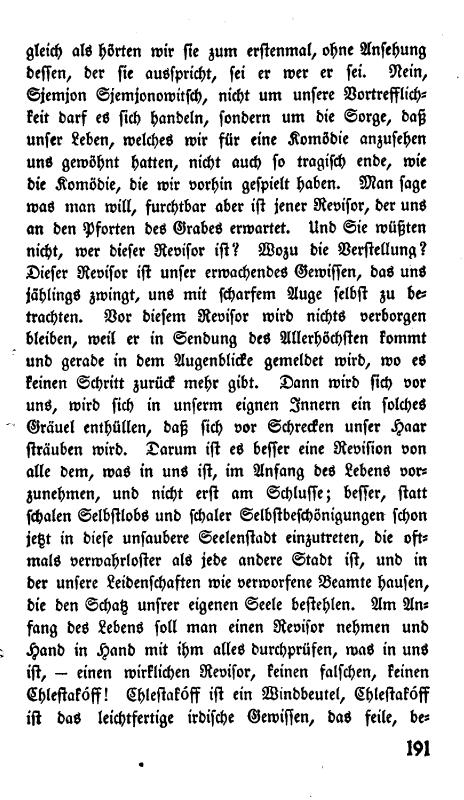 gleich als hörten wir sie zum erstenmal, ohne Ansehung
dessen, der sie ausspricht, sei er wer er sei. Nein,
Sjemjon Sjemjonowitsch, nicht um unsere Vortrefflich-
keit darf es sich handeln, sondern um die Sorge, daß
unser Leben, welches wir für eine Komödie anzusehen
uns gewöhnt hatten, nicht auch so tragisch ende, wie
die Komödie, die wir vorhin gespielt haben. Man sage
was man will, furchtbar aber ist jener Revisor, der uns
an den Pforten des Grabes erwartet. Und Sie wüßten
nicht, wer dieser Revisor ist? Wozu die Verstellung?
Dieser Revisor ist unser erwachendes Gewissen, das uns
jählings zwingt, uns mit scharfem Auge selbst zu be-
trachten. Vor diesem Revisor wird nichts verborgen
bleiben, weil er in Sendung des Allerhöchsten kommt
und gerade in dem Augenblicke gemeldet wird, wo es
keinen Schritt zurück mehr gibt. Dann wird sich vor
uns, wird sich in unserm eignen Innern ein solches
Gräuel enthüllen, daß sich vor Schrecken unser Haar
sträuben wird. Darum ist es besser eine Revision von
alle dem, was in uns ist, im Anfang des Lebens vor-
zunehmen, und nicht erst am Schlusse; besser, statt
schalen Selbstlobs und schaler Selbstbeschönigungen schon
jetzt in diese unsaubere Seelenstadt einzutreten, die oft-
mals verwahrloster als jede andere Stadt ist, und in
der unsere Leidenschaften wie verworfene Beamte hausen,
die den Schatz unsrer eigenen Seele bestehlen. Am An-
fang des Lebens soll man einen Revisor nehmen und
Hand in Hand mit ihm alles durchprüfen, was in uns
ist, — einen wirklichen Revisor, keinen falschen, keinen
Chlestakóff! Chlestakóff ist ein Windbeutel, Chlestakóff
ist das leichtfertige irdische Gewissen, das feile, be-
191